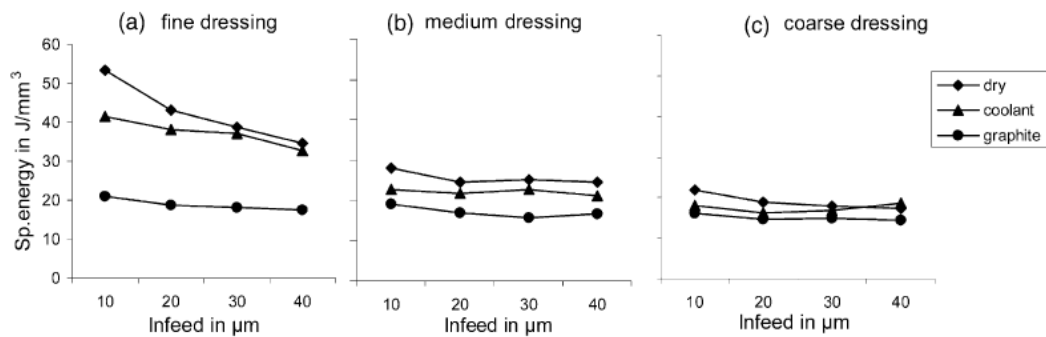 (a) fine dressing
(b) medium dressing
(c) coarse dressing
Sp.energy in J/mm³
60
50
40
30
20
10
0
10 20 30 40
Infeed in μm
10 20 30 40
Infeed in μm
10 20 30 40
Infeed in μm
dry
coolant
graphite